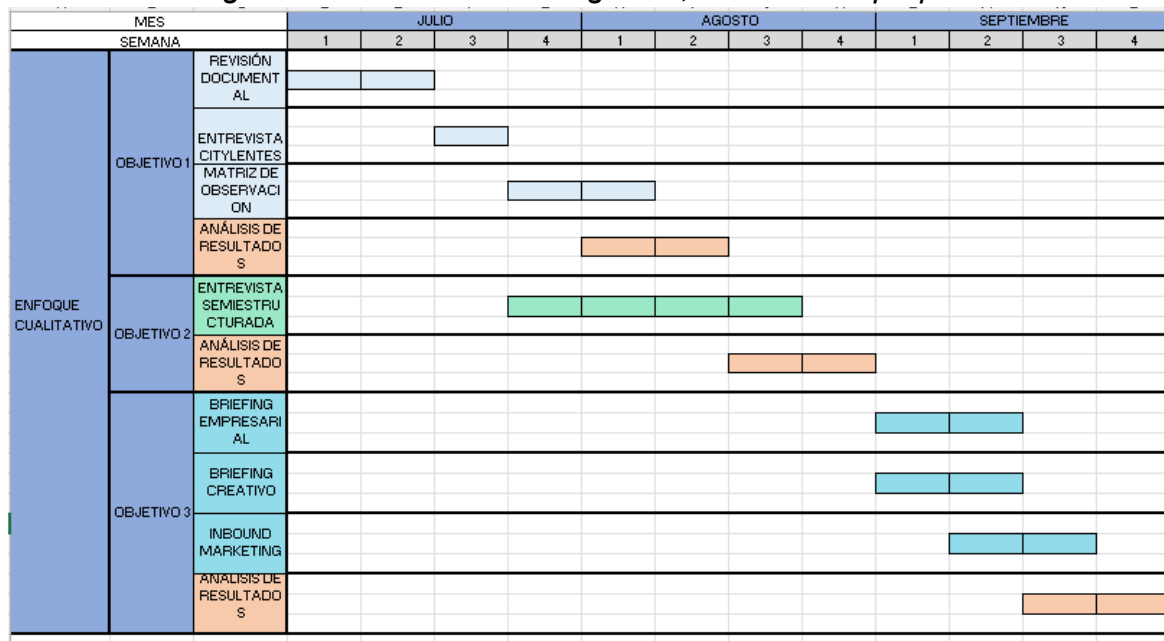 MES JULIO AGOSTO SEPTIEMBRE
SEMANA 1 2 3 4 1 2 3 4 1 2 3 4
ENFOQUE
CUALITATIVO
OBJETIVO 1
REVISIÓN
DOCUMENT
AL
ENTREVISTA
CITYLENTES
MATRIZ DE
OBSERVACI
ON
ANÁLISIS DE
RESULTADO
S
OBJETIVO 2
ENTREVISTA
SEMIESTRU
CTURADA
ANÁLISIS DE
RESULTADO
S
OBJETIVO 3
BRIEFING
EMPRESARI
AL
BRIEFING
CREATIVO
INBOUND
MARKETING
ANÁLISIS DE
RESULTADO
S